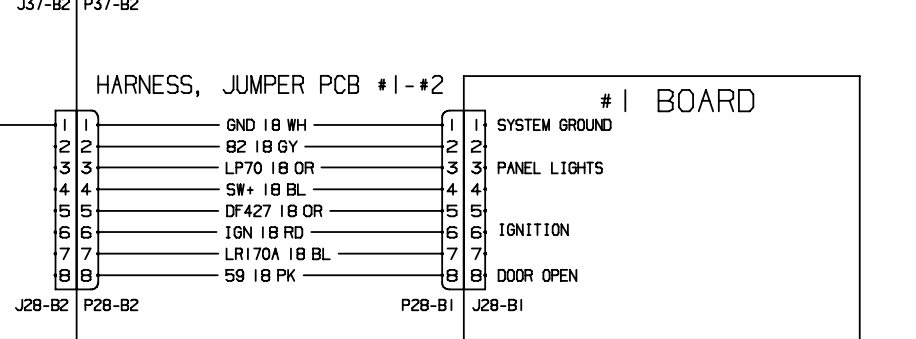 J37-B2 P37-B2
HARNESS, JUMPER PCB #1-#2
#1 BOARD
1 1 GND 18 WH 1 1 SYSTEM GROUND
2 2 82 18 GY 2 2
3 3 LP70 18 OR 3 3 PANEL LIGHTS
4 4 SW+ 18 BL 4 4
5 5 DF427 18 OR 5 5
6 6 IGN 18 RD 6 6 IGNITION
7 7 LR170A 18 BL 7 7
8 8 59 18 PK 8 8 DOOR OPEN
J28-B2 P28-B2 P28-B1 J28-B1